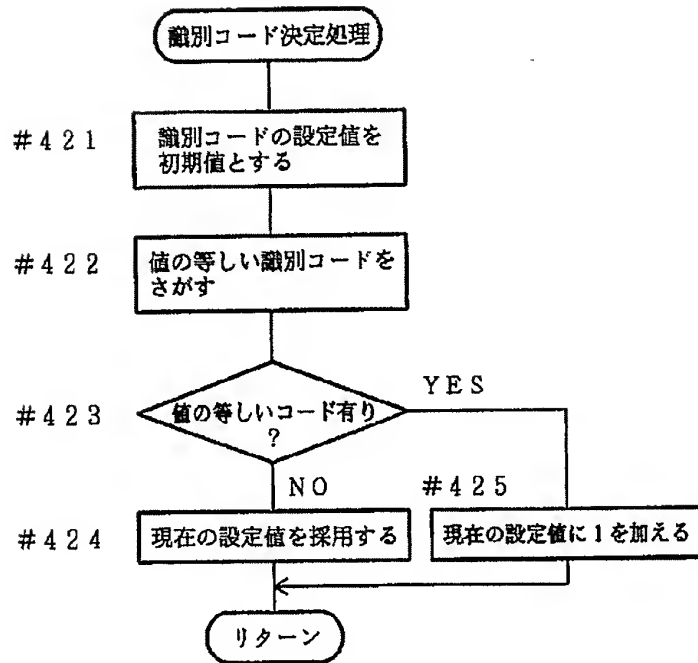 識別コード決定処理
#421
識別コードの設定値を
初期値とする
#422
値の等しい識別コードを
さがす
#423
値の等しいコード有り
?
YES
NO
#425
#424
現在の設定値を採用する
現在の設定値に1を加える
リターン